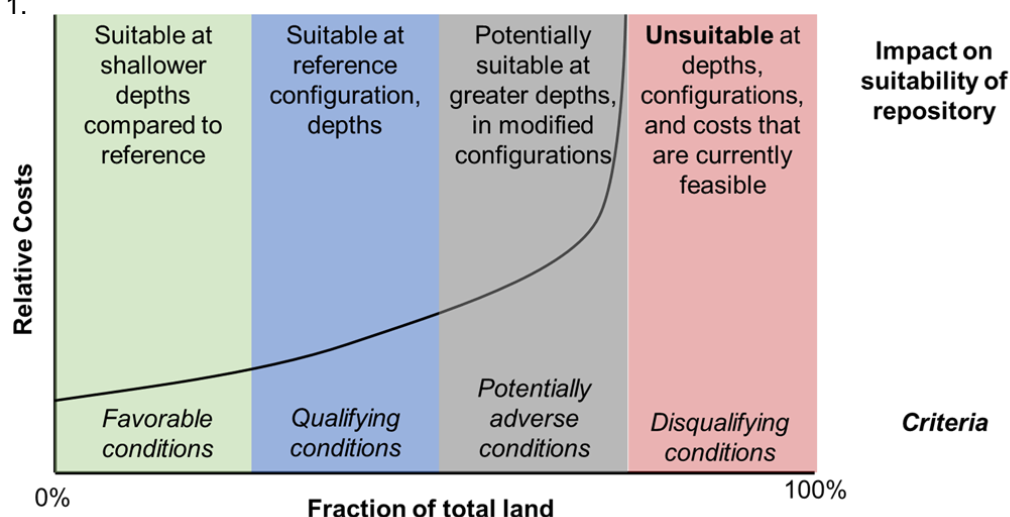 1.
Suitable at
shallower
depths
compared to
reference
Suitable at
reference
configuration,
depths
Potentially
suitable at
greater depths,
in modified
configurations
Unsuitable at
depths,
configurations,
and costs that
are currently
feasible
Impact on
suitability of
repository
Relative Costs
Favorable
conditions
Qualifying
conditions
Potentially
adverse
conditions
Disqualifying
conditions
Criteria
0%
Fraction of total land
100%